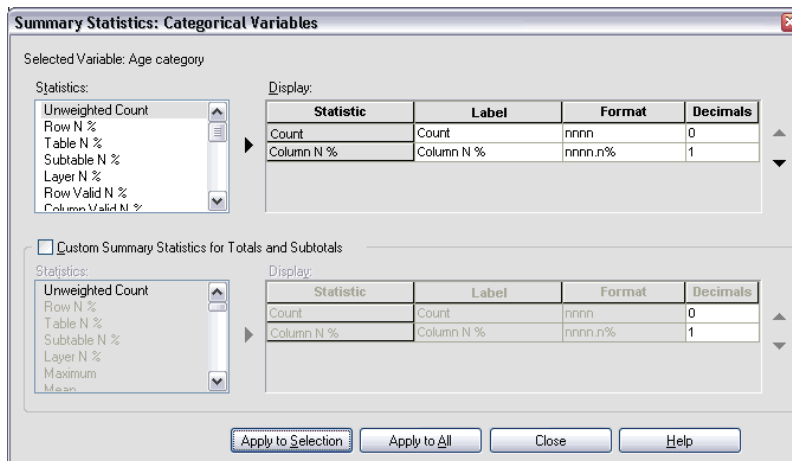 Summary Statistics: Categorical Variables
Selected Variable: Age category
Statistics:
Unweighted Count
Row N %
Table N %
Subtable N %
Layer N %
Row Valid N %
Column Valid N %
Display:
Statistic Label Format Decimals
Count Count nnnn 0
Column N % Column N % nnnn.n% 1
Custom Summary Statistics for Totals and Subtotals
Statistics:
Unweighted Count
Row N %
Table N %
Subtable N %
Layer N %
Maximum
Mean
Display:
Statistic Label Format Decimals
Count Count nnnn 0
Column N % Column N % nnnn.n% 1
Apply to Selection Apply to All Close Help